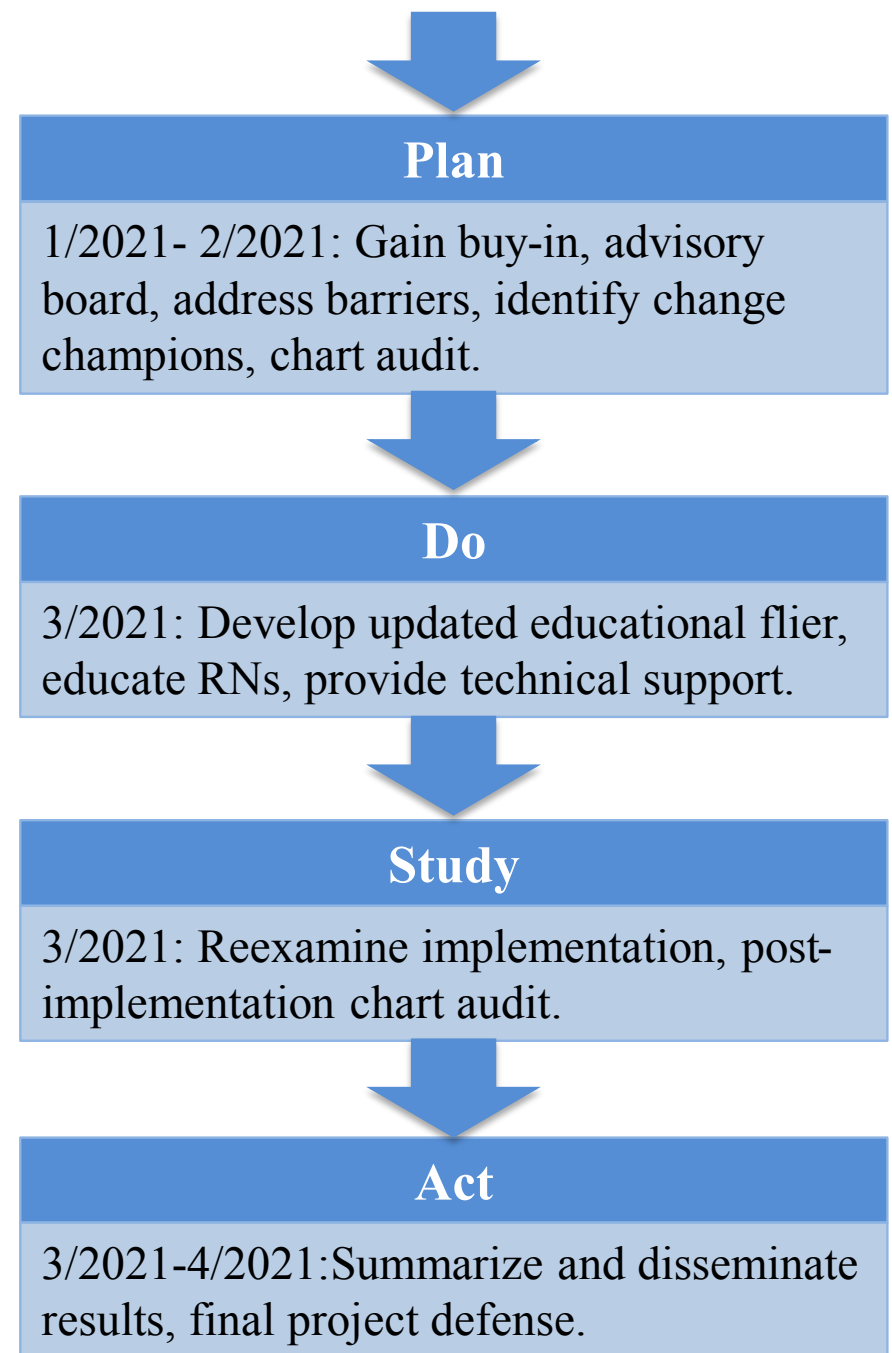 Plan
1/2021- 2/2021: Gain buy-in, advisory
board, address barriers, identify change
champions, chart audit.
Do
3/2021: Develop updated educational flier,
educate RNs, provide technical support.
Study
3/2021: Reexamine implementation, post-
implementation chart audit.
Act
3/2021-4/2021:Summarize and disseminate
results, final project defense.